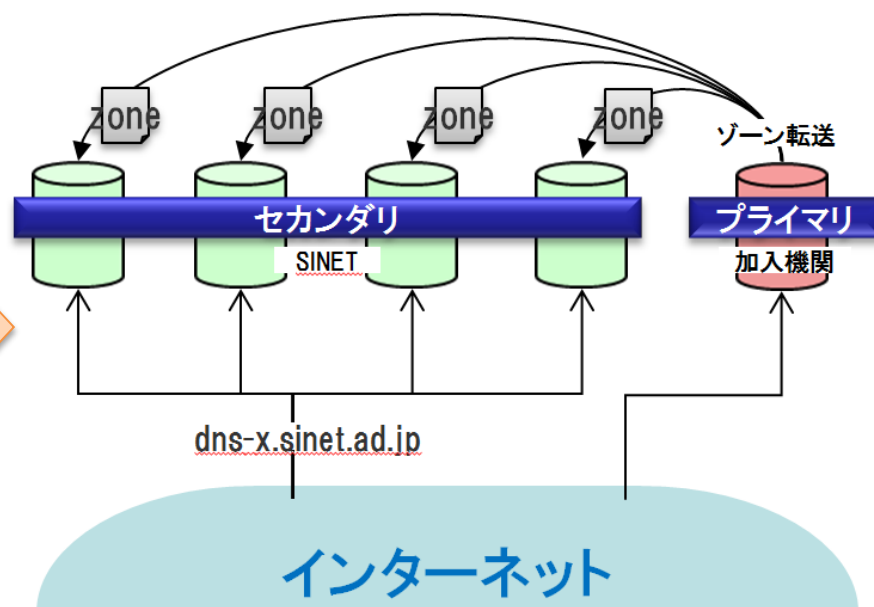 zone
zone
zone
zone
ゾーン転送
セカンダリ
プライマリ
SINET
加入機関
dns-x.sinet.ad.jp
インターネット